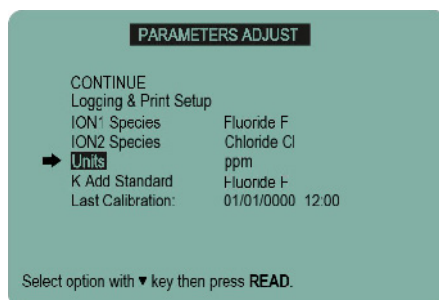 PARAMETERS ADJUST
CONTINUE
Logging & Print Setup
ION1 Species Fluoride F
ION2 Species Chloride Cl
➡ Units ppm
K Add Standard Fluoride F
Last Calibration: 01/01/0000 12:00
Select option with ▼ key then press READ.